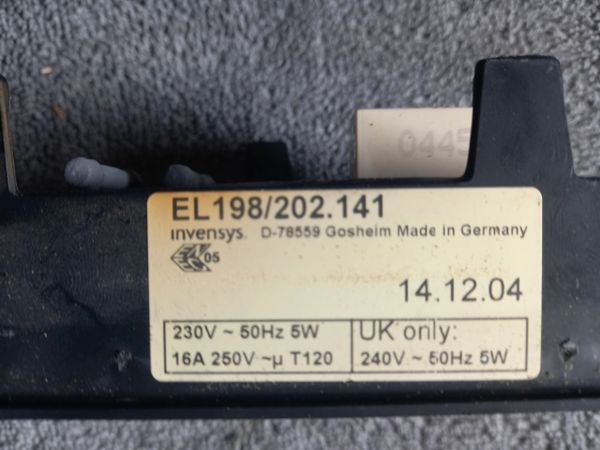 0445
EL198/202.141
invensys. D-78559 Gosheim Made in Germany
05
14.12.04
230V ~ 50Hz 5W
16A 250V ~µ T120
UK only:
240V ~ 50Hz 5W